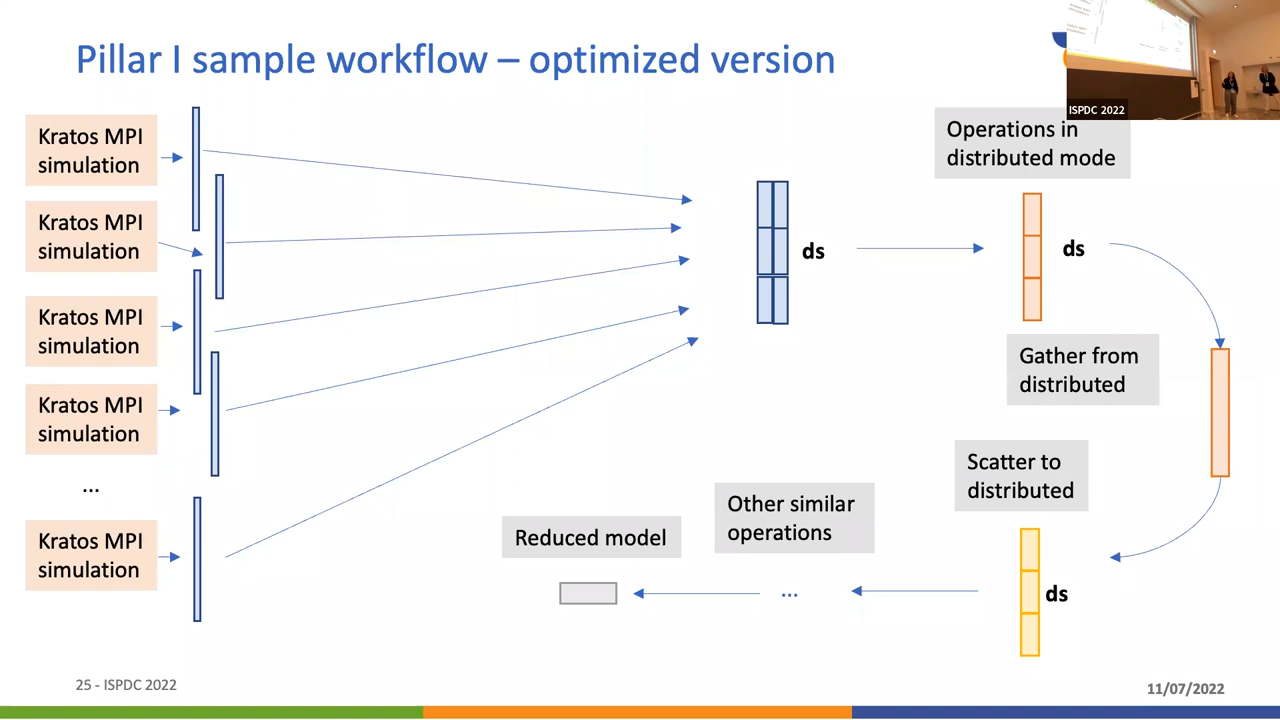 Pillar I sample workflow – optimized version
ISPDC 2022
Kratos MPI
simulation
Kratos MPI
simulation
Kratos MPI
simulation
Kratos MPI
simulation
...
Kratos MPI
simulation
ds
Operations in
distributed mode
ds
Gather from
distributed
Scatter to
distributed
ds
Other similar
operations
...
Reduced model
25 - ISPDC 2022
11/07/2022